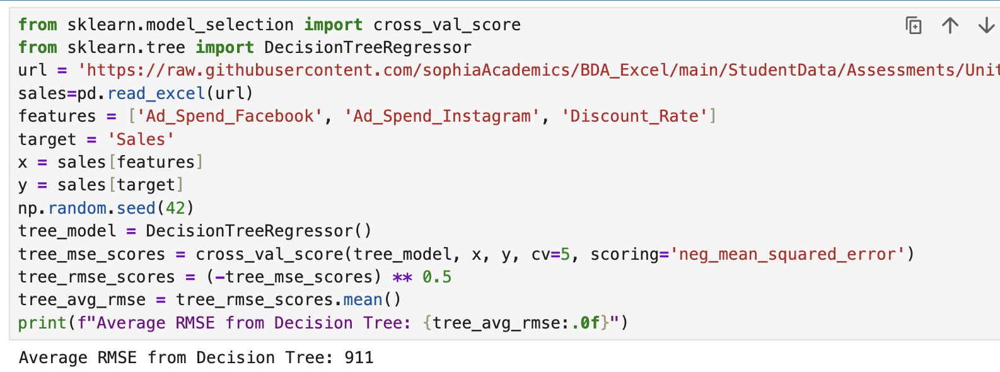 from sklearn.model_selection import cross_val_score
from sklearn.tree import DecisionTreeRegressor
url = 'https://raw.githubusercontent.com/sophiaAcademics/BDA_Excel/main/StudentData/Assessments/Unit
sales=pd.read_excel(url)
features = ['Ad_Spend_Facebook', 'Ad_Spend_Instagram', 'Discount_Rate']
target = 'Sales'
x = sales[features]
y = sales[target]
np.random.seed(42)
tree_model = DecisionTreeRegressor()
tree_mse_scores = cross_val_score(tree_model, x, y, cv=5, scoring='neg_mean_squared_error')
tree_rmse_scores = (-tree_mse_scores) ** 0.5
tree_avg_rmse = tree_rmse_scores.mean()
print(f"Average RMSE from Decision Tree: {tree_avg_rmse:.0f}")
Average RMSE from Decision Tree: 911